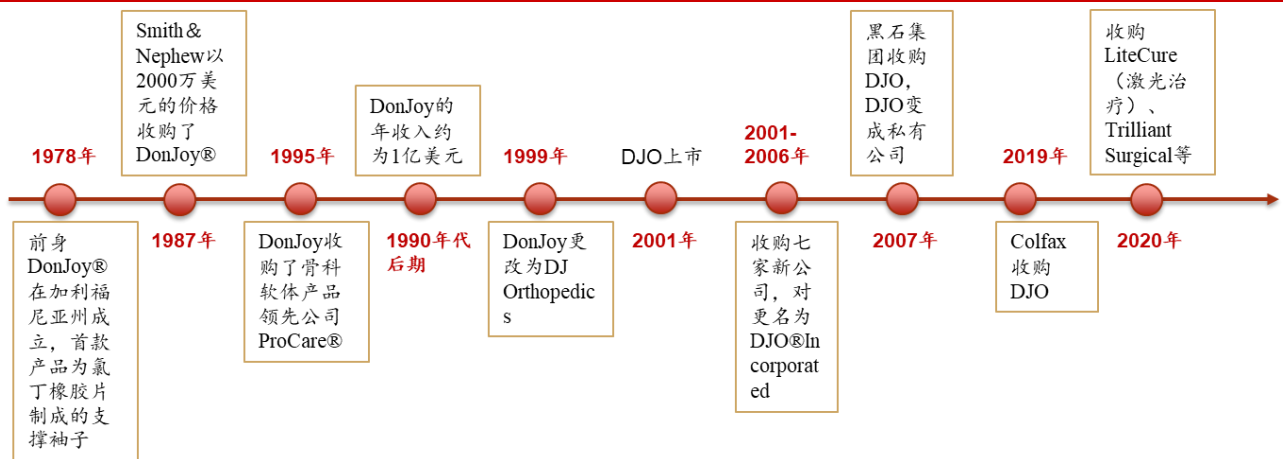 1978年
前身
DonJoy®
在加利福
尼亚州成
立，首款
产品为氯
丁橡胶片
制成的支
撑袖子
Smith＆
Nephew以
2000万美
元的价格
收购了
DonJoy®
1987年
1995年
DonJoy收
购了骨科
软体产品
领先公司
ProCare®
DonJoy的
年收入约
为1亿美元
1990年代
后期
1999年
DonJoy更
改为DJ
Orthopedic
s
DJO上市
2001年
2001-
2006年
收购七
家新公
司，对
更名为
DJO®In
corporat
ed
黑石集
团收购
DJO，
DJO变
成私有
公司
2007年
2019年
Colfax
收购
DJO
收购
LiteCure
（激光治
疗）、
Trilliant
Surgical等
2020年